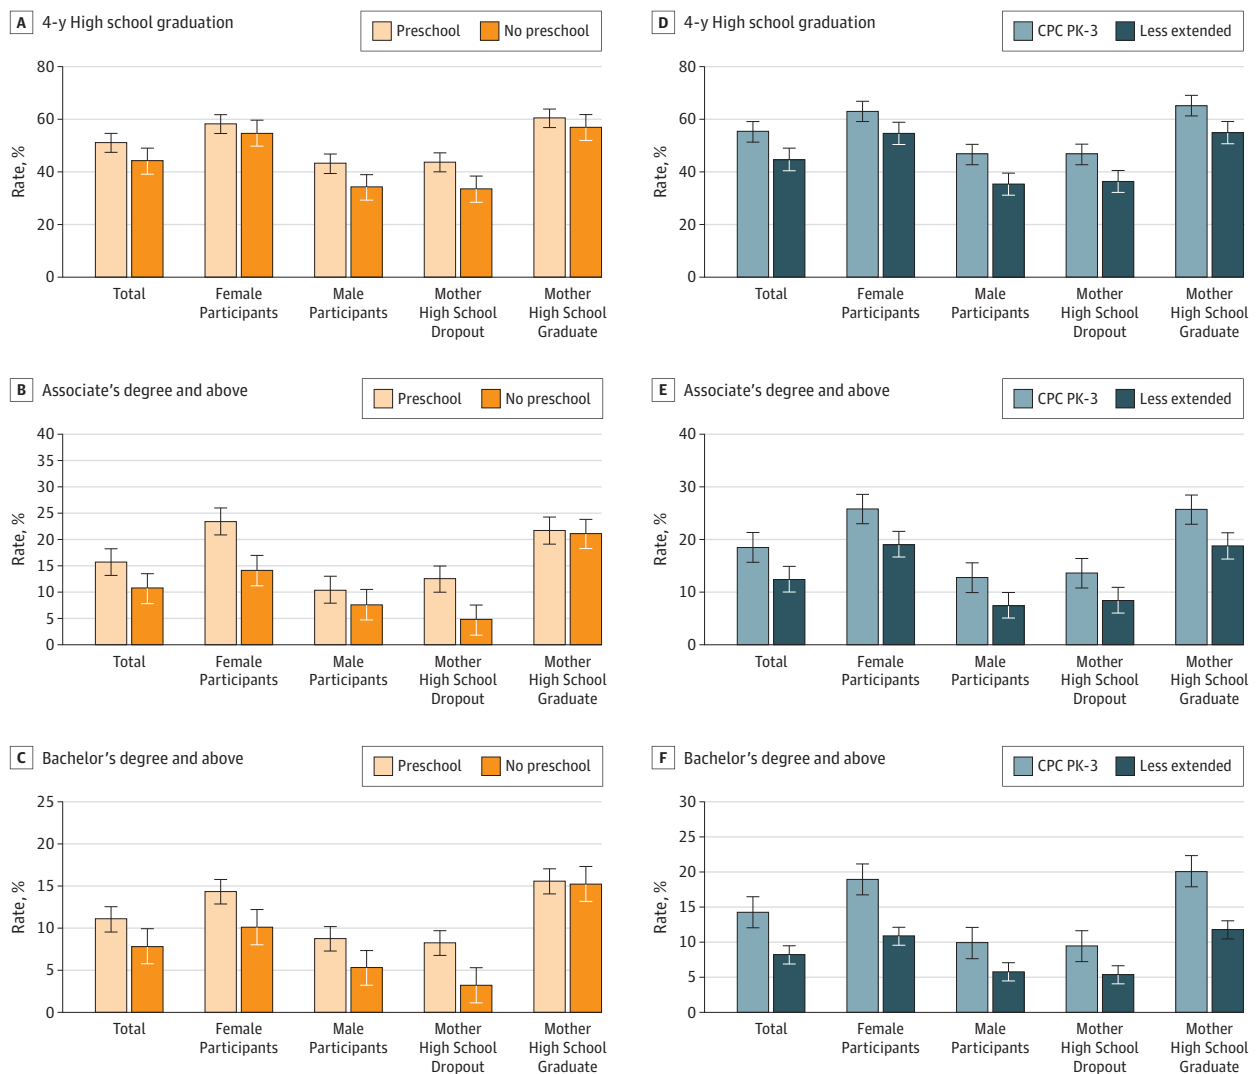 A 4-y High school graduation
Preschool No preschool
Rate, %
80
60
40
20
0
Total
Female
Participants
Male
Participants
Mother
High School
Dropout
Mother
High School
Graduate
D 4-y High school graduation
CPC PK-3 Less extended
Rate, %
80
60
40
20
0
Total
Female
Participants
Male
Participants
Mother
High School
Dropout
Mother
High School
Graduate
B Associate's degree and above
Preschool No preschool
Rate, %
40
35
30
25
20
15
10
5
0
Total
Female
Participants
Male
Participants
Mother
High School
Dropout
Mother
High School
Graduate
E Associate's degree and above
CPC PK-3 Less extended
Rate, %
40
30
20
10
0
Total
Female
Participants
Male
Participants
Mother
High School
Dropout
Mother
High School
Graduate
C Bachelor's degree and above
Preschool No preschool
Rate, %
25
20
15
10
5
0
Total
Female
Participants
Male
Participants
Mother
High School
Dropout
Mother
High School
Graduate
F Bachelor's degree and above
CPC PK-3 Less extended
Rate, %
30
25
20
15
10
5
0
Total
Female
Participants
Male
Participants
Mother
High School
Dropout
Mother
High School
Graduate